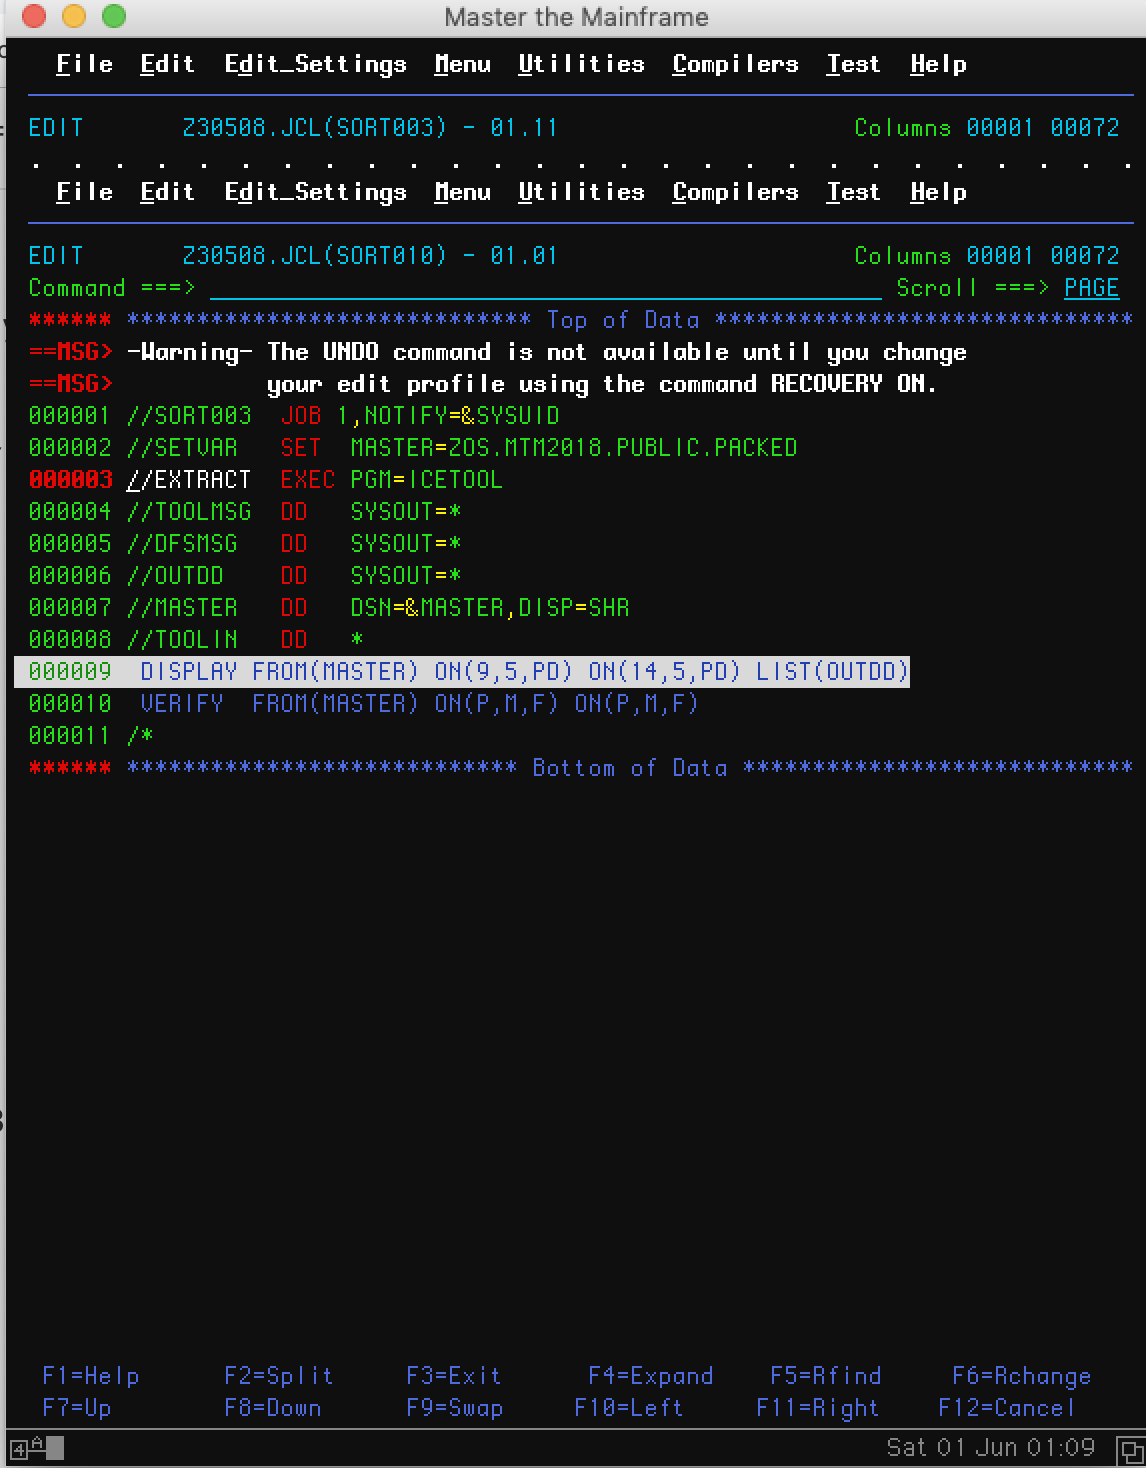 Master the Mainframe
File Edit Edit_Settings Menu Utilities Compilers Test Help
EDIT Z30508.JCL(SORT003) - 01.11 Columns 00001 00072
. . . . . . . . . . . . . . . . . . . . . . . . . . . . . . . . . . . . . . . .
File Edit Edit_Settings Menu Utilities Compilers Test Help
EDIT Z30508.JCL(SORT010) - 01.01 Columns 00001 00072
Command ===> Scroll ===> PAGE
****** ***************************** Top of Data ******************************
==MSG> -Warning- The UNDO command is not available until you change
==MSG> your edit profile using the command RECOVERY ON.
000001 //SORT003 JOB 1,NOTIFY=&SYSUID
000002 //SETVAR SET MASTER=ZOS.MTM2018.PUBLIC.PACKED
000003 //EXTRACT EXEC PGM=ICETOOL
000004 //TOOLMSG DD SYSOUT=*
000005 //DFSMSG DD SYSOUT=*
000006 //OUTDD DD SYSOUT=*
000007 //MASTER DD DSN=&MASTER,DISP=SHR
000008 //TOOLIN DD *
000009 DISPLAY FROM(MASTER) ON(9,5,PD) ON(14,5,PD) LIST(OUTDD)
000010 VERIFY FROM(MASTER) ON(P,M,F) ON(P,M,F)
000011 /*
****** **************************** Bottom of Data ****************************
F1=Help F2=Split F3=Exit F4=Expand F5=Rfind F6=Rchange
F7=Up F8=Down F9=Swap F10=Left F11=Right F12=Cancel
4A Sat 01 Jun 01:09